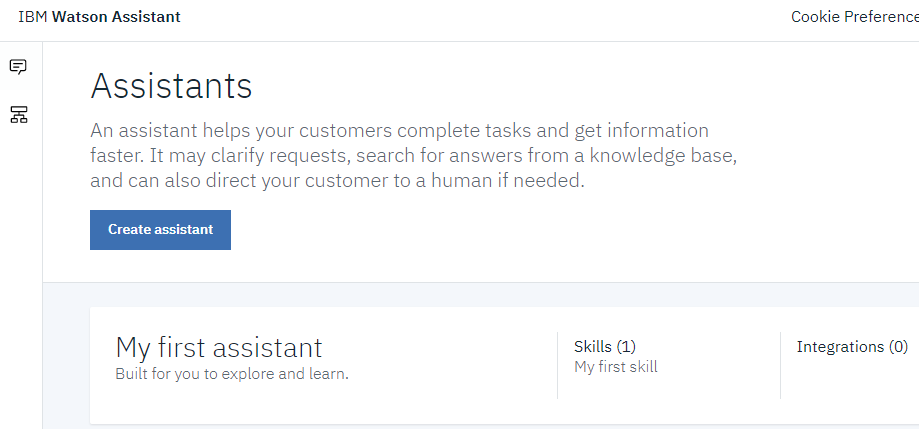 IBM Watson Assistant
Cookie Preference
Assistants
An assistant helps your customers complete tasks and get information
faster. It may clarify requests, search for answers from a knowledge base,
and can also direct your customer to a human if needed.
Create assistant
My first assistant
Built for you to explore and learn.
Skills (1)
My first skill
Integrations (0)